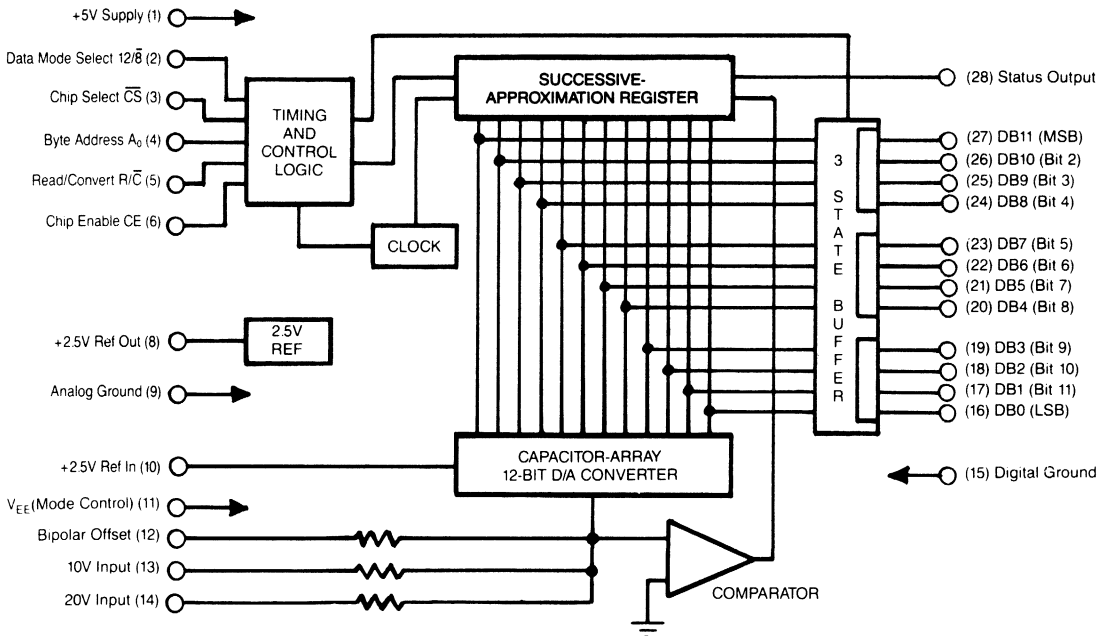 +5V Supply (1)
Data Mode Select 12/8̅ (2)
Chip Select C̅S̅ (3)
Byte Address A₀ (4)
Read/Convert R/C̅ (5)
Chip Enable CE (6)
TIMING
AND
CONTROL
LOGIC
CLOCK
SUCCESSIVE-
APPROXIMATION REGISTER
(28) Status Output
3
STATE
BUFFER
(27) DB11 (MSB)
(26) DB10 (Bit 2)
(25) DB9 (Bit 3)
(24) DB8 (Bit 4)
(23) DB7 (Bit 5)
(22) DB6 (Bit 6)
(21) DB5 (Bit 7)
(20) DB4 (Bit 8)
(19) DB3 (Bit 9)
(18) DB2 (Bit 10)
(17) DB1 (Bit 11)
(16) DB0 (LSB)
(15) Digital Ground
+2.5V Ref Out (8)
2.5V
REF
Analog Ground (9)
+2.5V Ref In (10)
CAPACITOR-ARRAY
12-BIT D/A CONVERTER
VEE(Mode Control) (11)
Bipolar Offset (12)
10V Input (13)
20V Input (14)
COMPARATOR